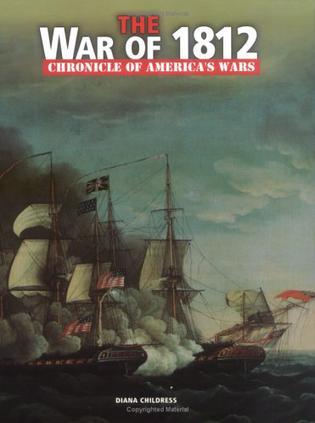 THE
WAR OF 1812
CHRONICLE OF AMERICA'S WARS
DIANA CHILDRESS
Copyrighted Material